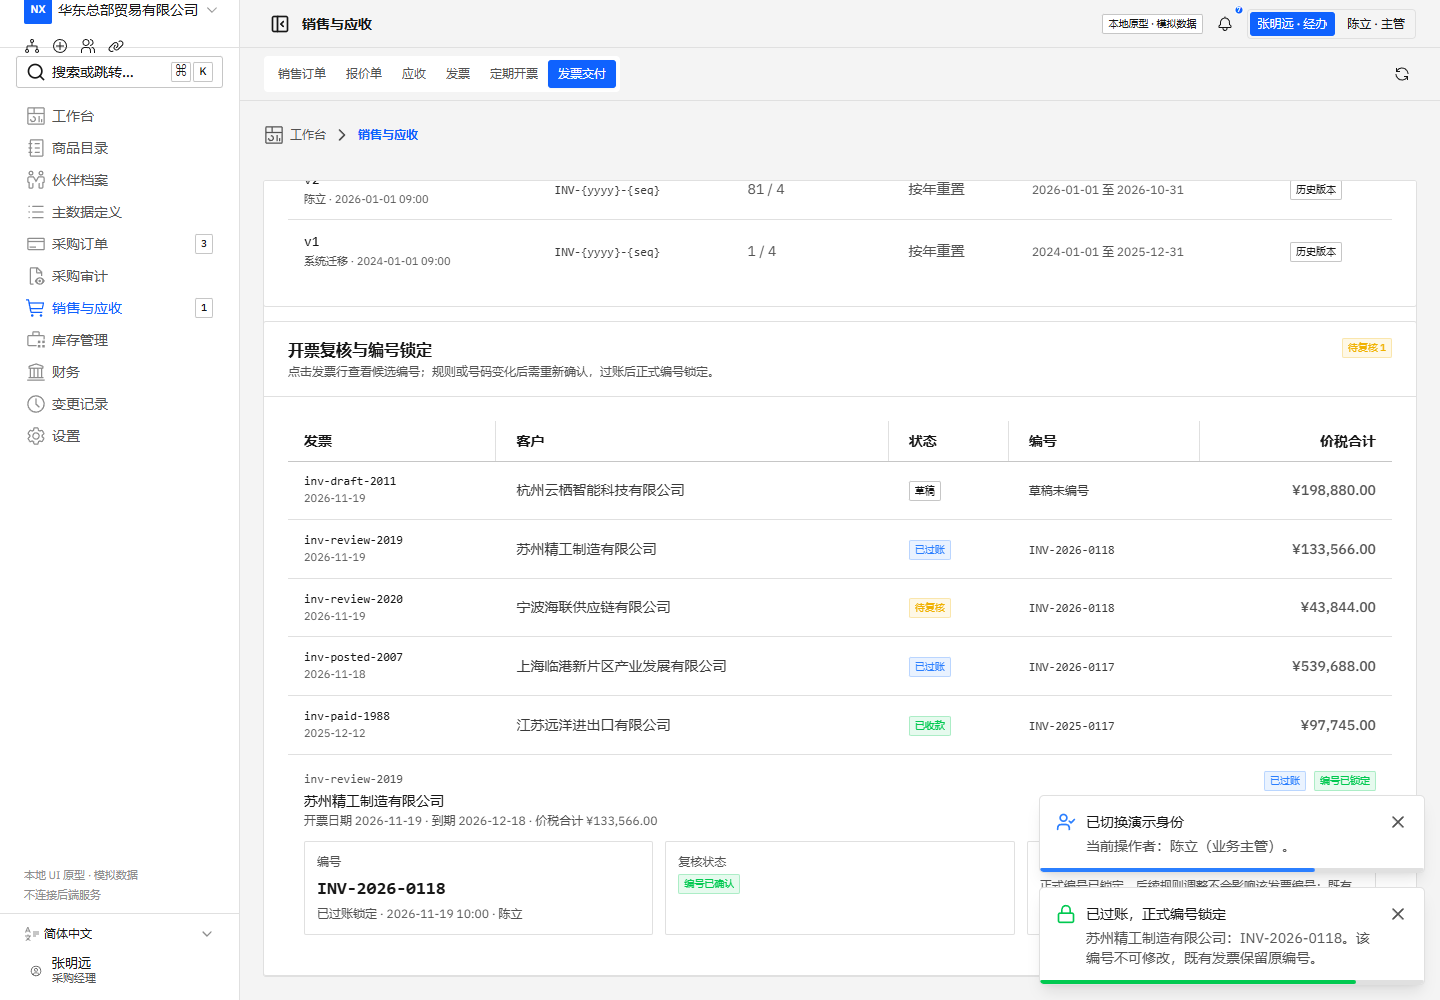 NX 华东总部贸易有限公司
搜索或跳转... ⌘ K
工作台
商品目录
伙伴档案
主数据定义
采购订单 3
采购审计
销售与应收 1
库存管理
财务
变更记录
设置
本地 UI 原型 · 模拟数据
不连接后端服务
简体中文
张明远
采购经理
销售与应收
本地原型 · 模拟数据
张明远 · 经办 陈立 · 主管
销售订单 报价单 应收 发票 定期开票 发票交付
工作台 销售与应收
v2 INV-{yyyy}-{seq} 81 / 4 按年重置 2026-01-01 至 2026-10-31 历史版本
陈立 · 2026-01-01 09:00
v1 INV-{yyyy}-{seq} 1 / 4 按年重置 2024-01-01 至 2025-12-31 历史版本
系统迁移 · 2024-01-01 09:00
开票复核与编号锁定 待复核 1
点击发票行查看候选编号；规则或号码变化后需重新确认，过账后正式编号锁定。
发票 客户 状态 编号 价税合计
inv-draft-2011 杭州云栖智能科技有限公司 草稿 草稿未编号 ¥198,880.00
2026-11-19
inv-review-2019 苏州精工制造有限公司 已过账 INV-2026-0118 ¥133,566.00
2026-11-19
inv-review-2020 宁波海联供应链有限公司 待复核 INV-2026-0118 ¥43,844.00
2026-11-19
inv-posted-2007 上海临港新片区产业发展有限公司 已过账 INV-2026-0117 ¥539,688.00
2026-11-18
inv-paid-1988 江苏远洋进出口有限公司 已收款 INV-2025-0117 ¥97,745.00
2025-12-12
inv-review-2019 已过账 编号已锁定
苏州精工制造有限公司
开票日期 2026-11-19 · 到期 2026-12-18 · 价税合计 ¥133,566.00
编号
INV-2026-0118
已过账锁定 · 2026-11-19 10:00 · 陈立
复核状态
编号已确认
已切换演示身份
当前操作者：陈立（业务主管）。
正式编号已锁定，后续规则调整不会影响该发票编号；既有
已过账，正式编号锁定
苏州精工制造有限公司：INV-2026-0118。该
编号不可修改，既有发票保留原编号。